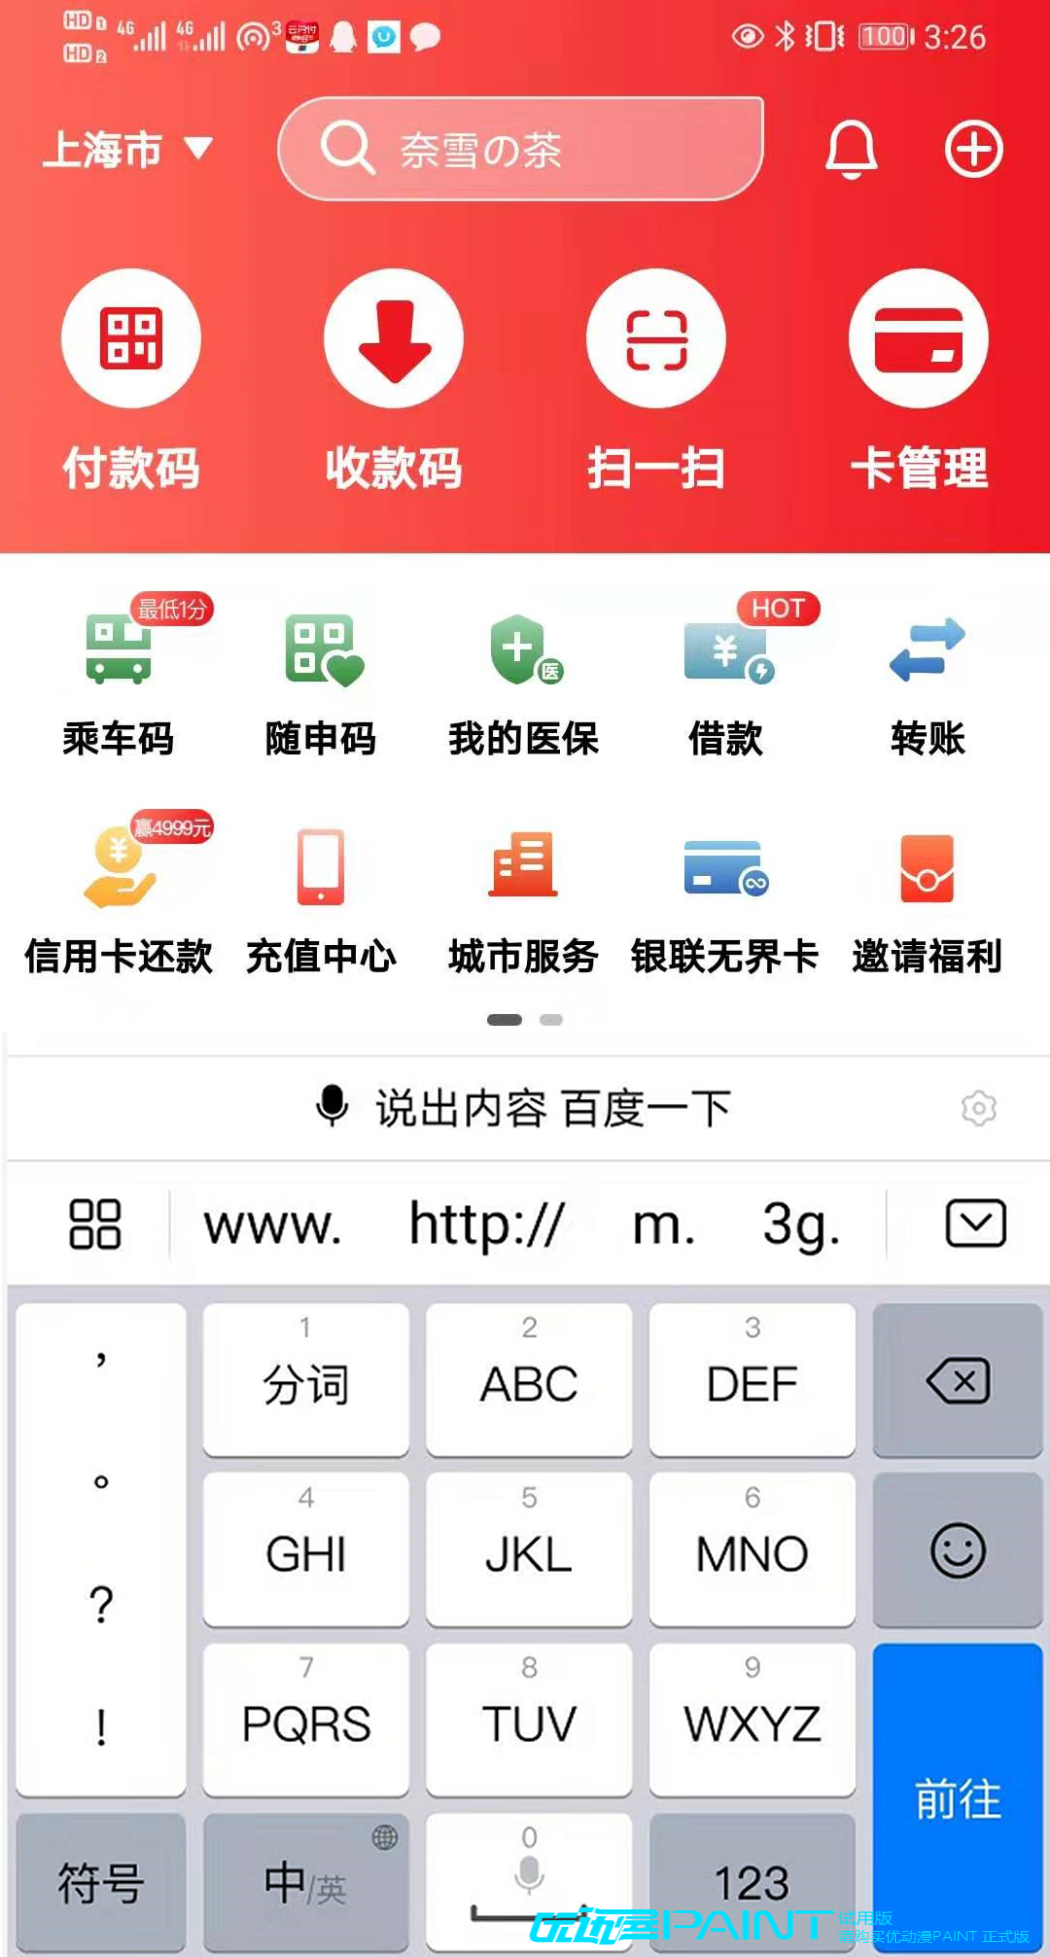 HD 1 4G 4G 3 云闪付 100 3:26
HD 2
上海市 奈雪の茶
付款码 收款码 扫一扫 卡管理
最低1分 HOT
医 ¥
乘车码 随申码 我的医保 借款 转账
赢4999元
¥
信用卡还款 充值中心 城市服务 银联无界卡 邀请福利
说出内容 百度一下
www. http:// m. 3g.
, 1 2 3
分词 ABC DEF
。 4 5 6
GHI JKL MNO
? 7 8 9
! PQRS TUV WXYZ
前往
0
符号 中/英 123
优动漫PAINT 试用版
请购买优动漫PAINT 正式版